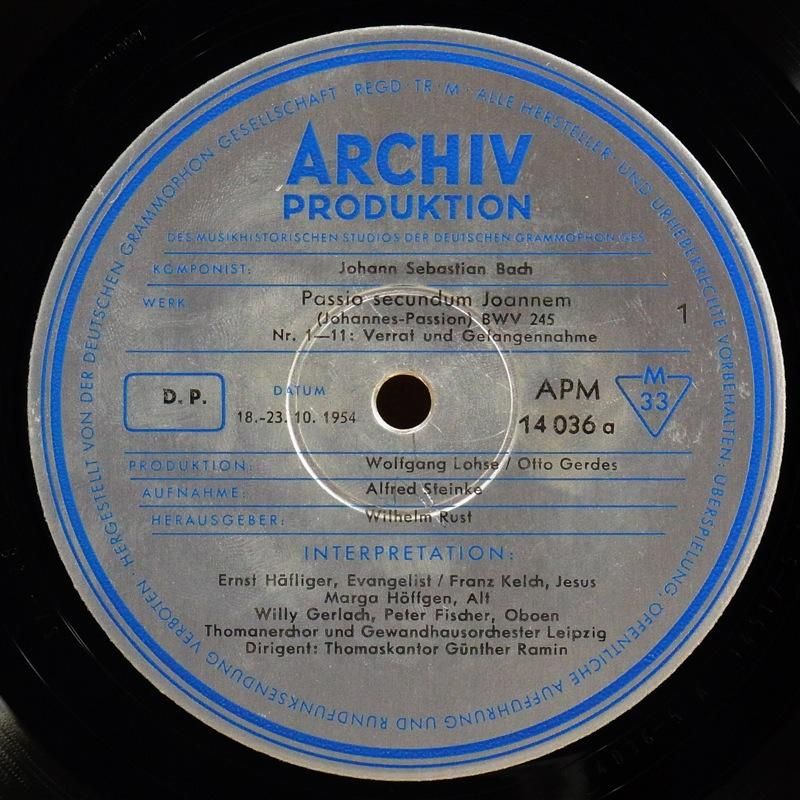 HERGESTELLT VON DER DEUTSCHEN GRAMMOPHON GESELLSCHAFT · REGD · TR · M · ALLE HERSTELLER- UND URHEBERRECHTE VORBEHALTEN: ÜBERSPIELUNG, ÖFFENTLICHE AUFFÜHRUNG UND RUNDFUNKSENDUNG VERBOTEN ·
ARCHIV
PRODUKTION
DES MUSIKHISTORISCHEN STUDIOS DER DEUTSCHEN GRAMMOPHON GES.
KOMPONIST: Johann Sebastian Bach
WERK Passio secundum Joannem
(Johannes-Passion) BWV 245
Nr. 1—11: Verrat und Gefangennahme
1
D. P.
DATUM
18.-23. 10. 1954
APM
14 036 a
M
33
PRODUKTION: Wolfgang Lohse / Otto Gerdes
AUFNAHME: Alfred Steinke
HERAUSGEBER: Wilhelm Rust
INTERPRETATION:
Ernst Häfliger, Evangelist / Franz Kelch, Jesus
Marga Höffgen, Alt
Willy Gerlach, Peter Fischer, Oboen
Thomanerchor und Gewandhausorchester Leipzig
Dirigent: Thomaskantor Günther Ramin